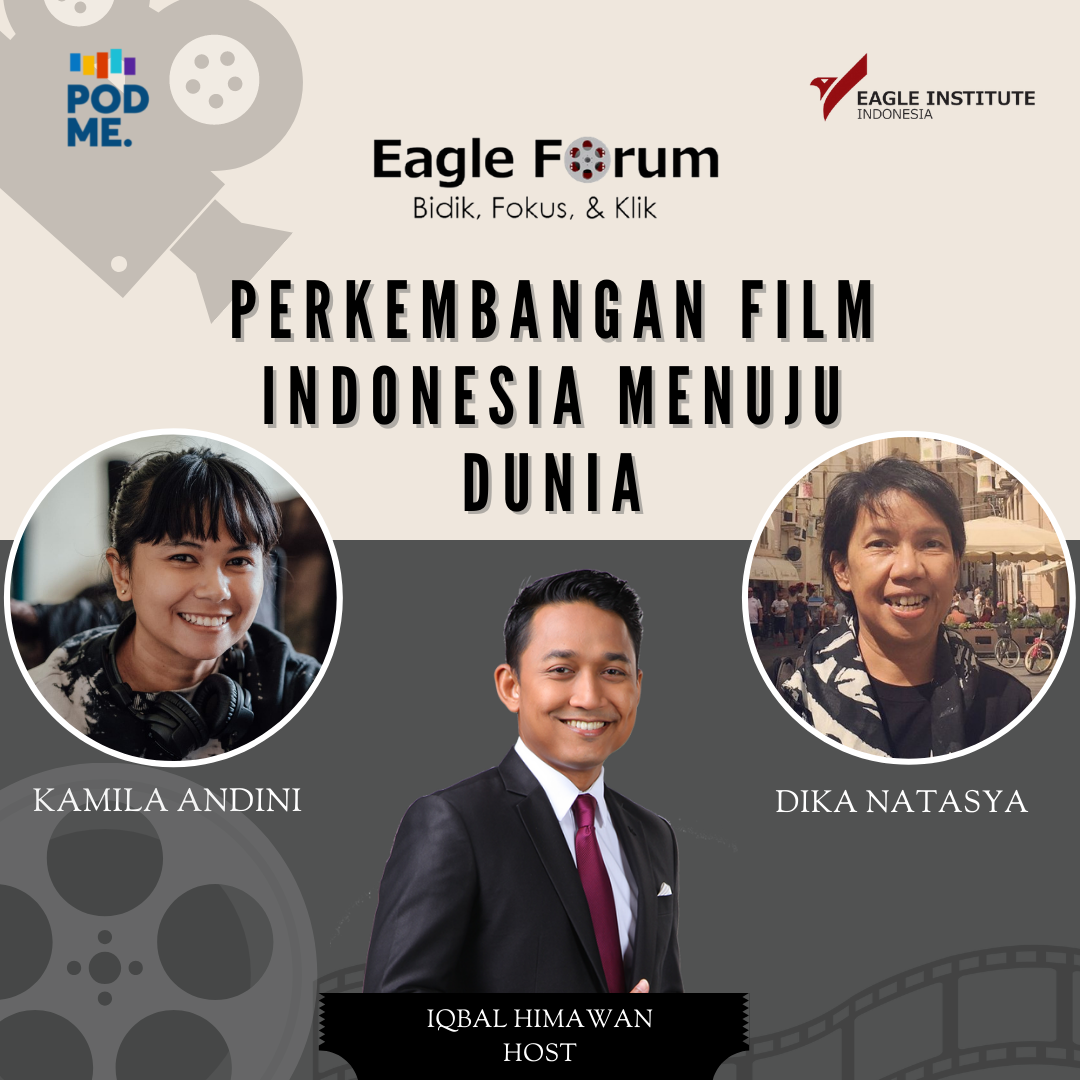 POD
ME.
EAGLE INSTITUTE
INDONESIA
Eagle Forum
Bidik, Fokus, & Klik
PERKEMBANGAN FILM
INDONESIA MENUJU
DUNIA
KAMILA ANDINI
DIKA NATASYA
IQBAL HIMAWAN
HOST